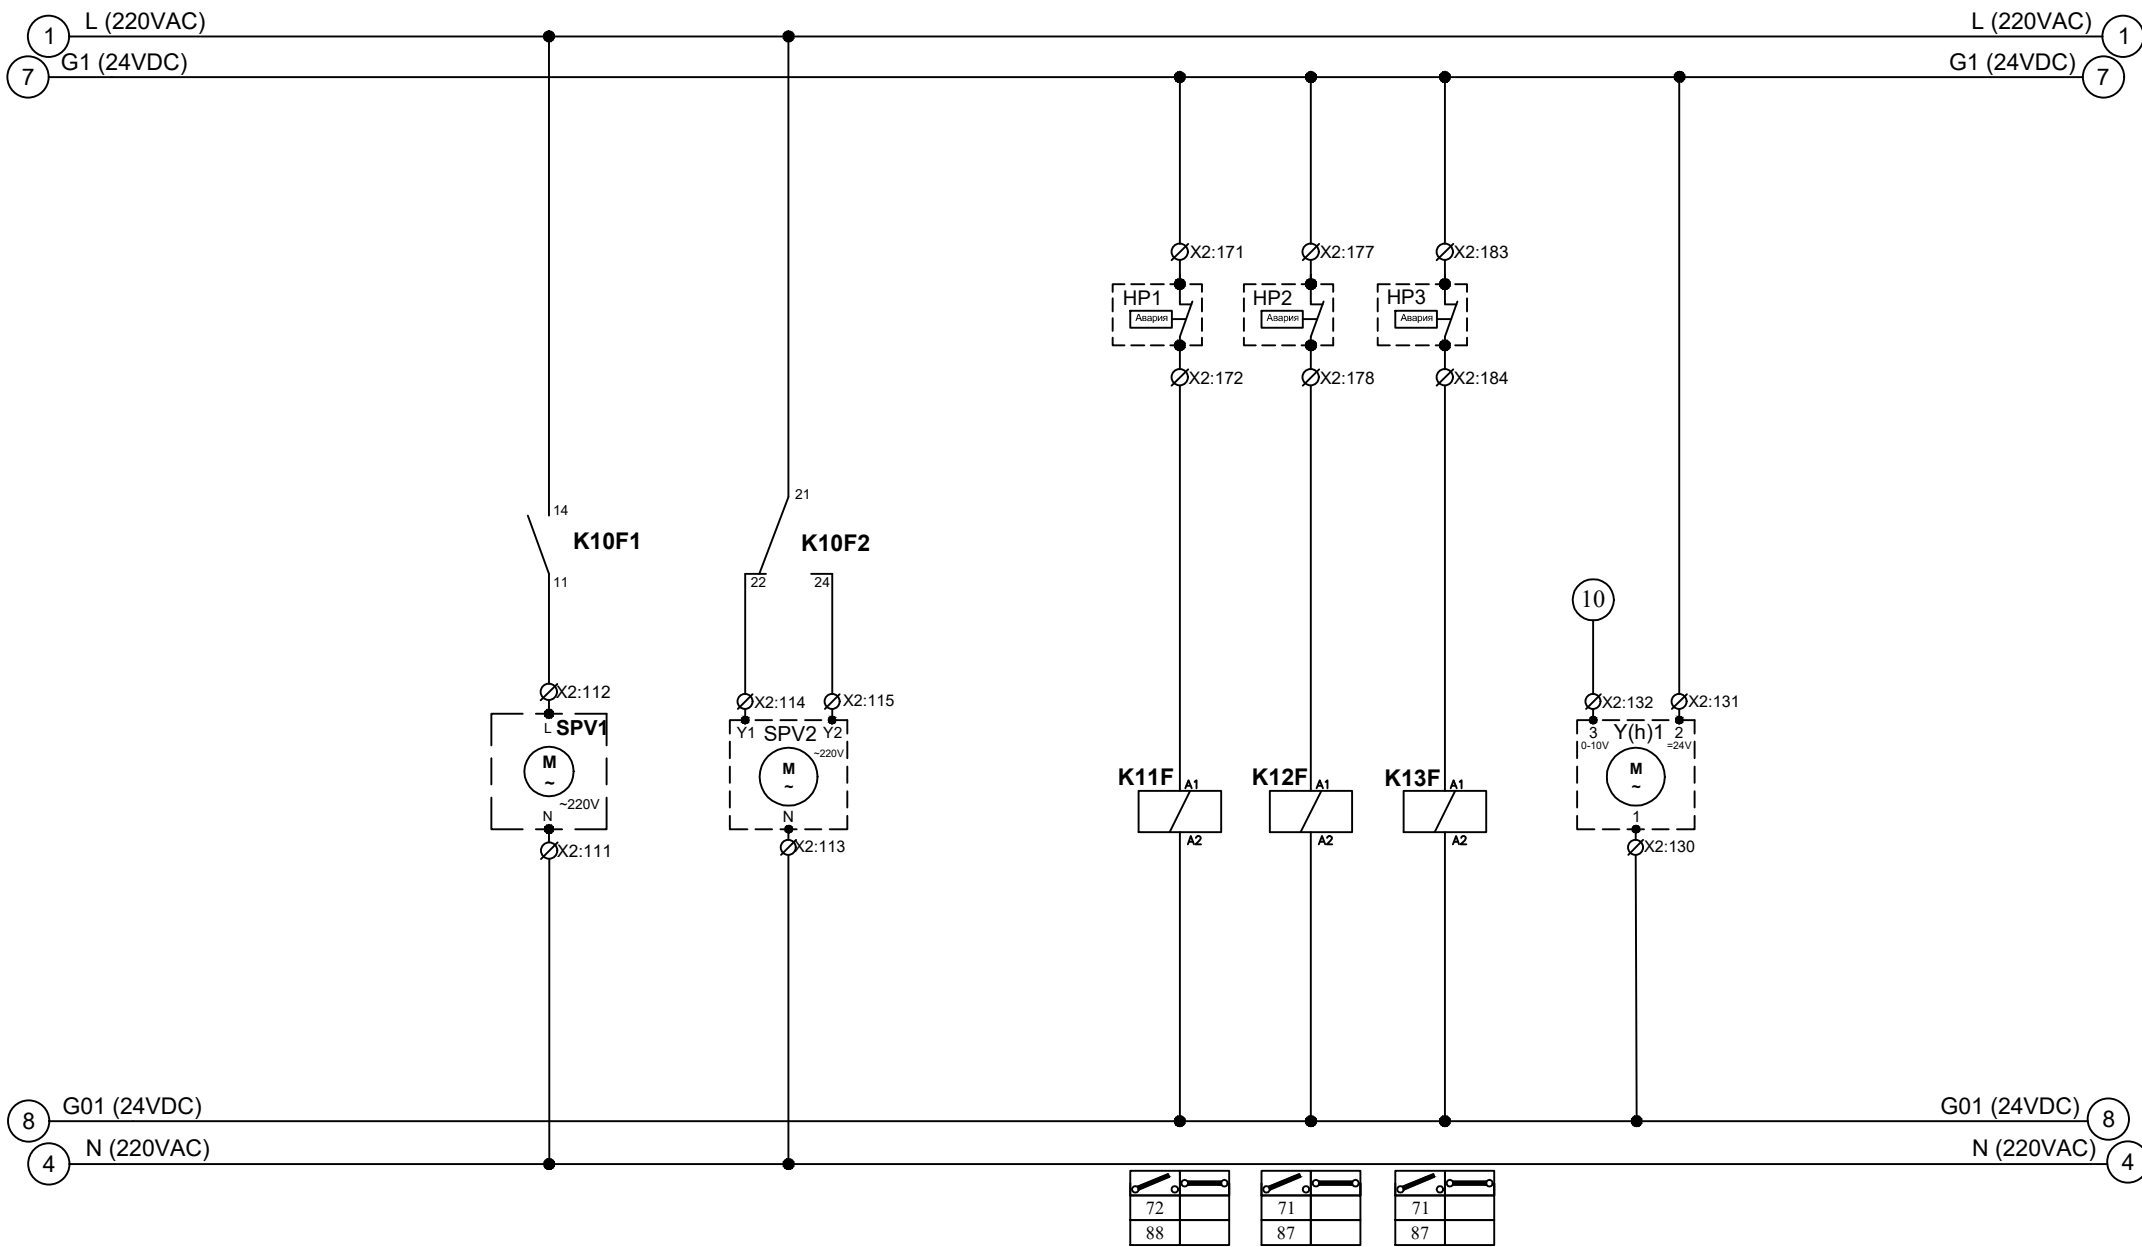 L (220VAC)
L (220VAC)
1
1
G1 (24VDC)
G1 (24VDC)
7
7
X2:171
X2:177
X2:183
HP1
HP2
HP3
Авария
Авария
Авария
X2:172
X2:178
X2:184
21
14
K10F1
K10F2
11
22
24
10
X2:112
X2:114
X2:115
X2:132
X2:131
L
SPV1
Y1
SPV2
Y2
3
Y(h)1
2
0-10V
=24V
~220V
M
~
M
~
M
~
K11F
A1
K12F
A1
K13F
A1
~220V
N
N
1
A2
A2
A2
X2:111
X2:113
X2:130
G01 (24VDC)
G01 (24VDC)
8
8
N (220VAC)
N (220VAC)
4
4
72
71
71
88
87
87